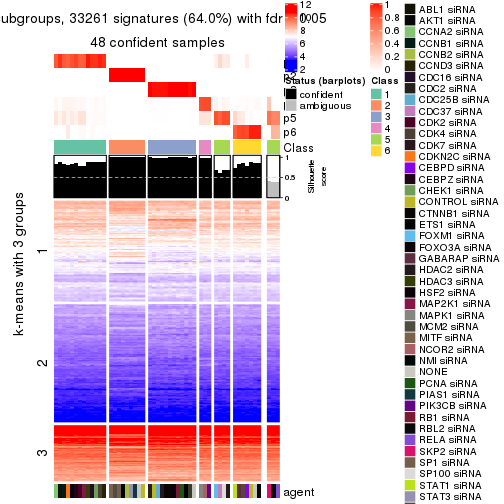 ubgroups, 33261 signatures (64.0%) with fdr 0.05
48 confident samples
p5
p6
Class
1
0.5
0
Silhouette
score
k-means with 3 groups
1
2
3
agent
12
10
8
6
4
2
Status (barplots)
confident
ambiguous
1
0.8
0.6
0.4
0.2
0
Class
1
2
3
4
5
6
ABL1 siRNA
AKT1 siRNA
CCNA2 siRNA
CCNB1 siRNA
CCNB2 siRNA
CCND3 siRNA
CDC16 siRNA
CDC2 siRNA
CDC25B siRNA
CDC37 siRNA
CDK2 siRNA
CDK4 siRNA
CDK7 siRNA
CDKN2C siRNA
CEBPD siRNA
CEBPZ siRNA
CHEK1 siRNA
CONTROL siRNA
CTNNB1 siRNA
ETS1 siRNA
FOXM1 siRNA
FOXO3A siRNA
GABARAP siRNA
HDAC2 siRNA
HDAC3 siRNA
HSF2 siRNA
MAP2K1 siRNA
MAPK1 siRNA
MCM2 siRNA
MITF siRNA
NCOR2 siRNA
NMI siRNA
NONE
PCNA siRNA
PIAS1 siRNA
PIK3CB siRNA
RB1 siRNA
RBL2 siRNA
RELA siRNA
SKP2 siRNA
SP1 siRNA
SP100 siRNA
STAT1 siRNA
STAT3 siRNA